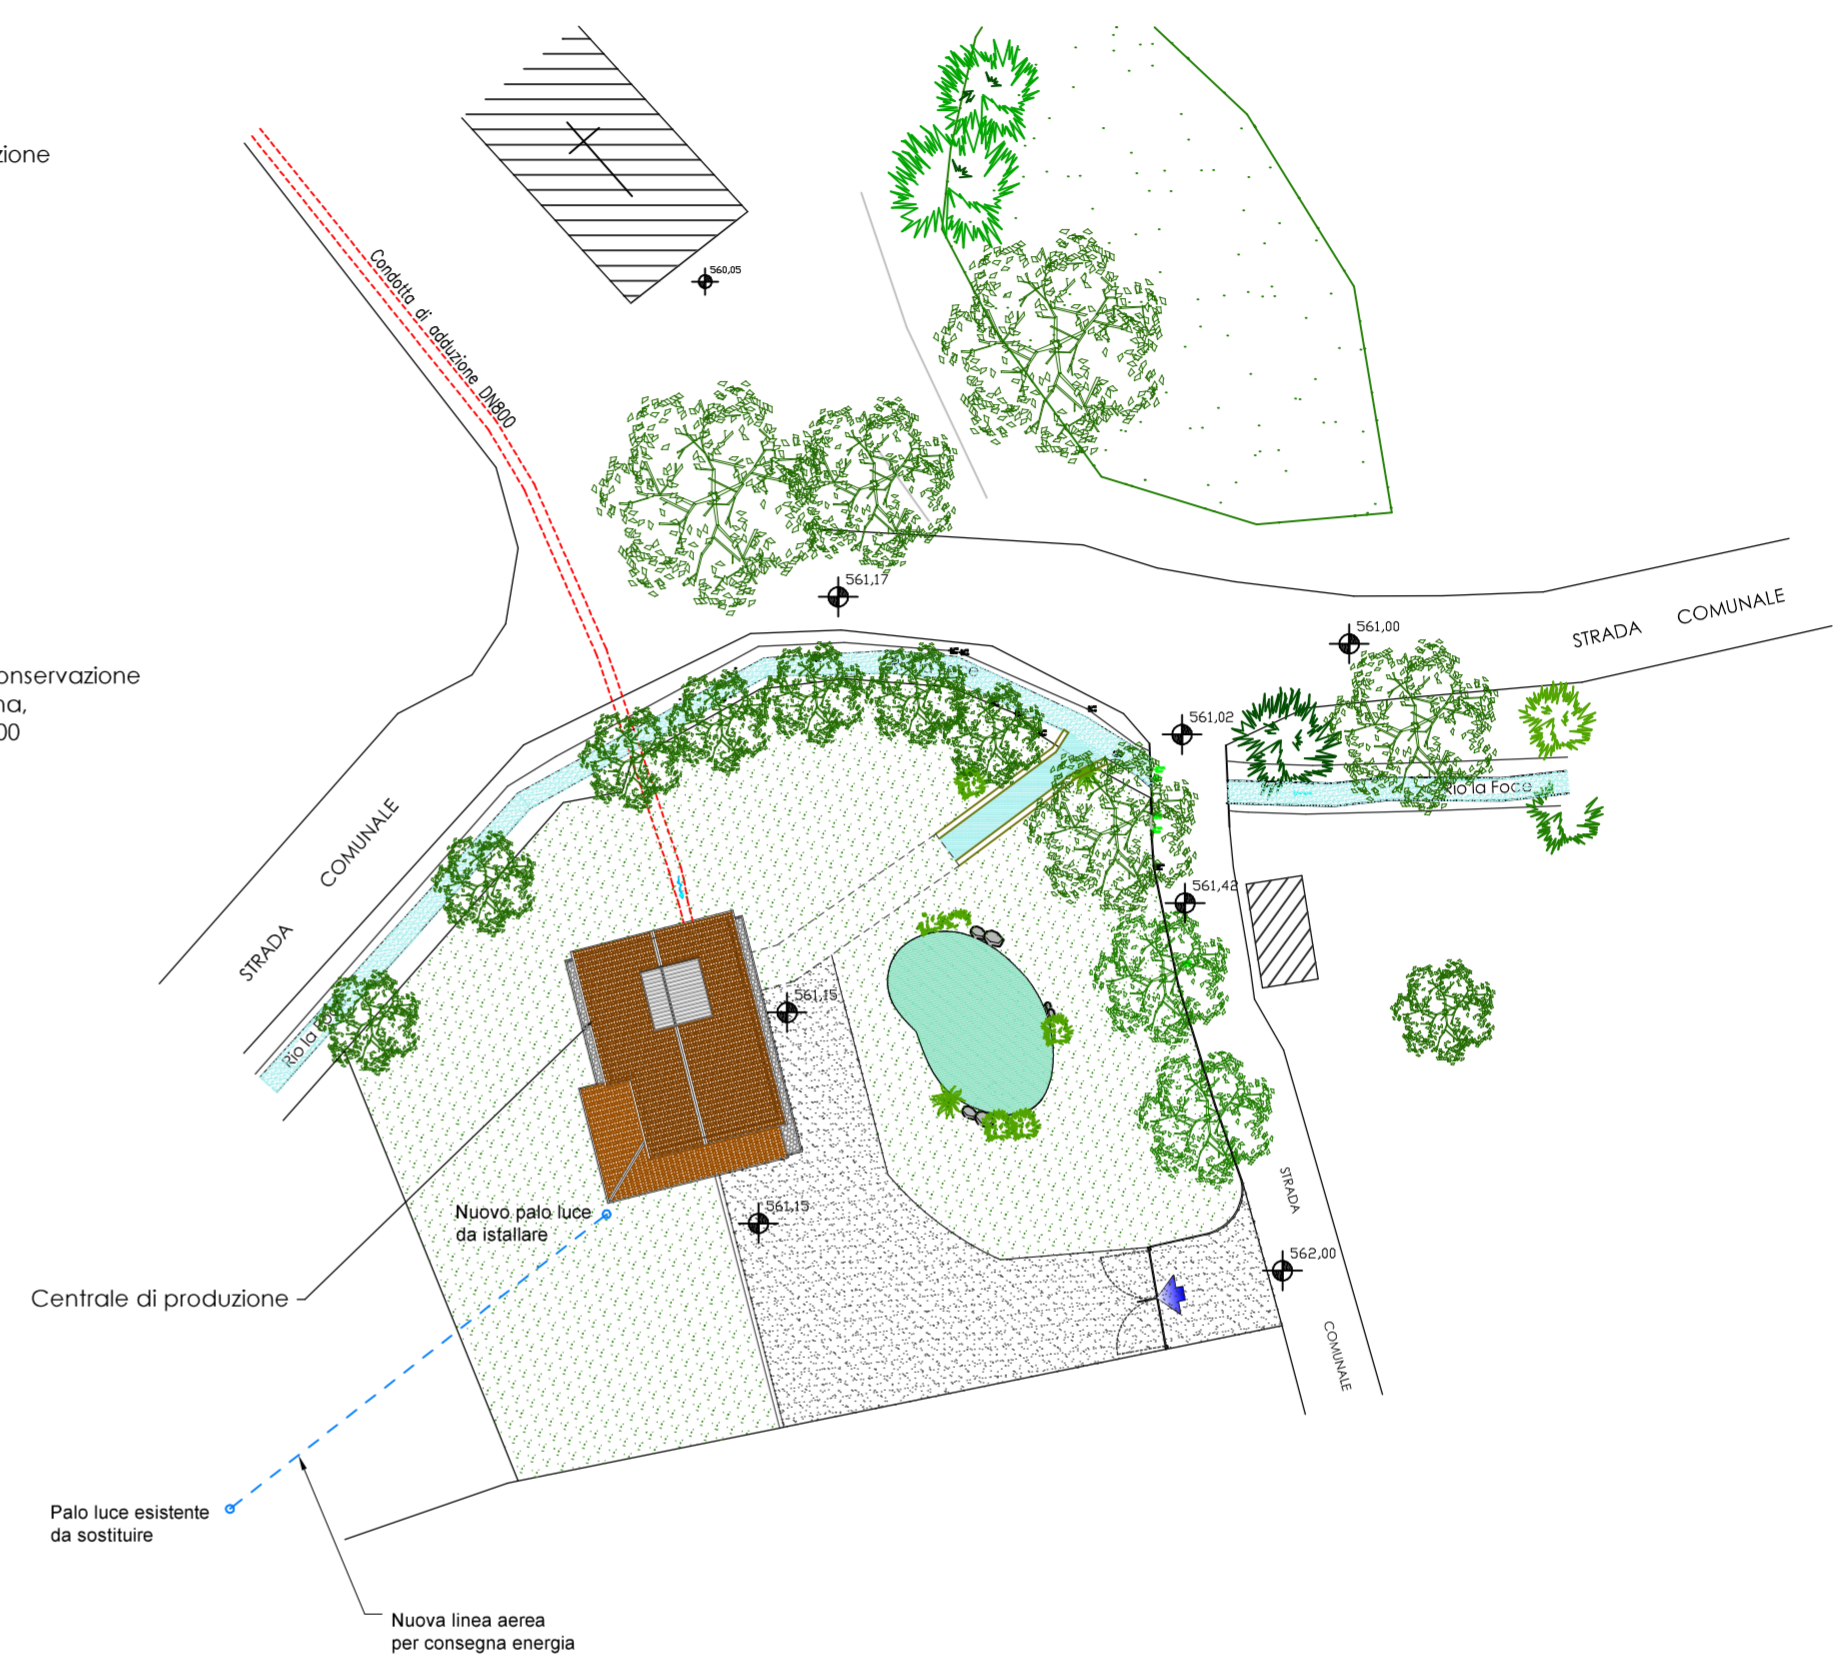 zione
560,05
Condotta di adduzione DN800
561,17
561,00
STRADA COMUNALE
onservazione
na,
00
561,02
Rio la Foce
STRADA COMUNALE
561,42
Rio la
561,15
Nuovo palo luce
da istallare
561,15
STRADA COMUNALE
562,00
Centrale di produzione
Palo luce esistente
da sostituire
Nuova linea aerea
per consegna energia